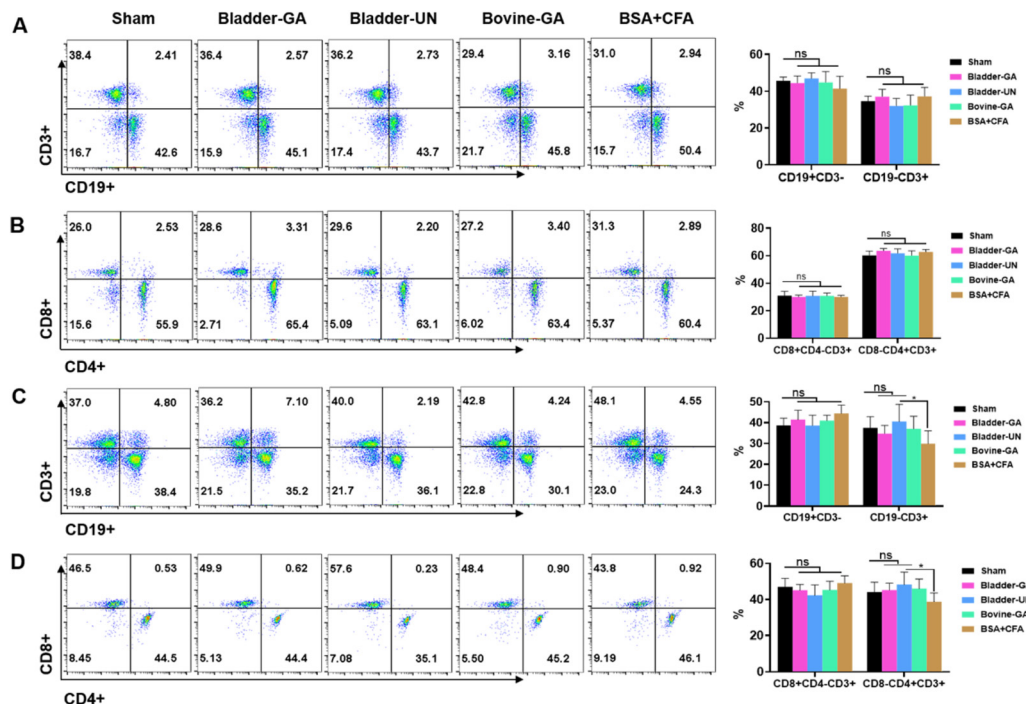 Sham Bladder-GA Bladder-UN Bovine-GA BSA+CFA
A
38.4 2.41 36.4 2.57 36.2 2.73 29.4 3.16 31.0 2.94
16.7 42.6 15.9 45.1 17.4 43.7 21.7 45.8 15.7 50.4
CD3+
CD19+
60
40
20
0
%
ns ns
CD19+CD3- CD19-CD3+
Sham
Bladder-GA
Bladder-UN
Bovine-GA
BSA+CFA
B
26.0 2.53 28.6 3.31 29.6 2.20 27.2 3.40 31.3 2.89
15.6 55.9 2.71 65.4 5.09 63.1 6.02 63.4 5.37 60.4
CD8+
CD4+
80
60
40
20
0
%
ns ns
CD8+CD4-CD3+ CD8-CD4+CD3+
Sham
Bladder-GA
Bladder-UN
Bovine-GA
BSA+CFA
C
37.0 4.80 36.2 7.10 40.0 2.19 42.8 4.24 48.1 4.55
19.8 38.4 21.5 35.2 21.7 36.1 22.8 30.1 23.0 24.3
CD3+
CD19+
50
40
30
20
10
0
%
ns ns *
CD19+CD3- CD19-CD3+
Sham
Bladder-GA
Bladder-UN
Bovine-GA
BSA+CFA
D
46.5 0.53 49.9 0.62 57.6 0.23 48.4 0.90 43.8 0.92
8.45 44.5 5.13 44.4 7.08 35.1 5.50 45.2 9.19 46.1
CD8+
CD4+
60
40
20
0
%
ns ns *
CD8+CD4-CD3+ CD8-CD4+CD3+
Sham
Bladder-G
Bladder-U
Bovine-GA
BSA+CFA